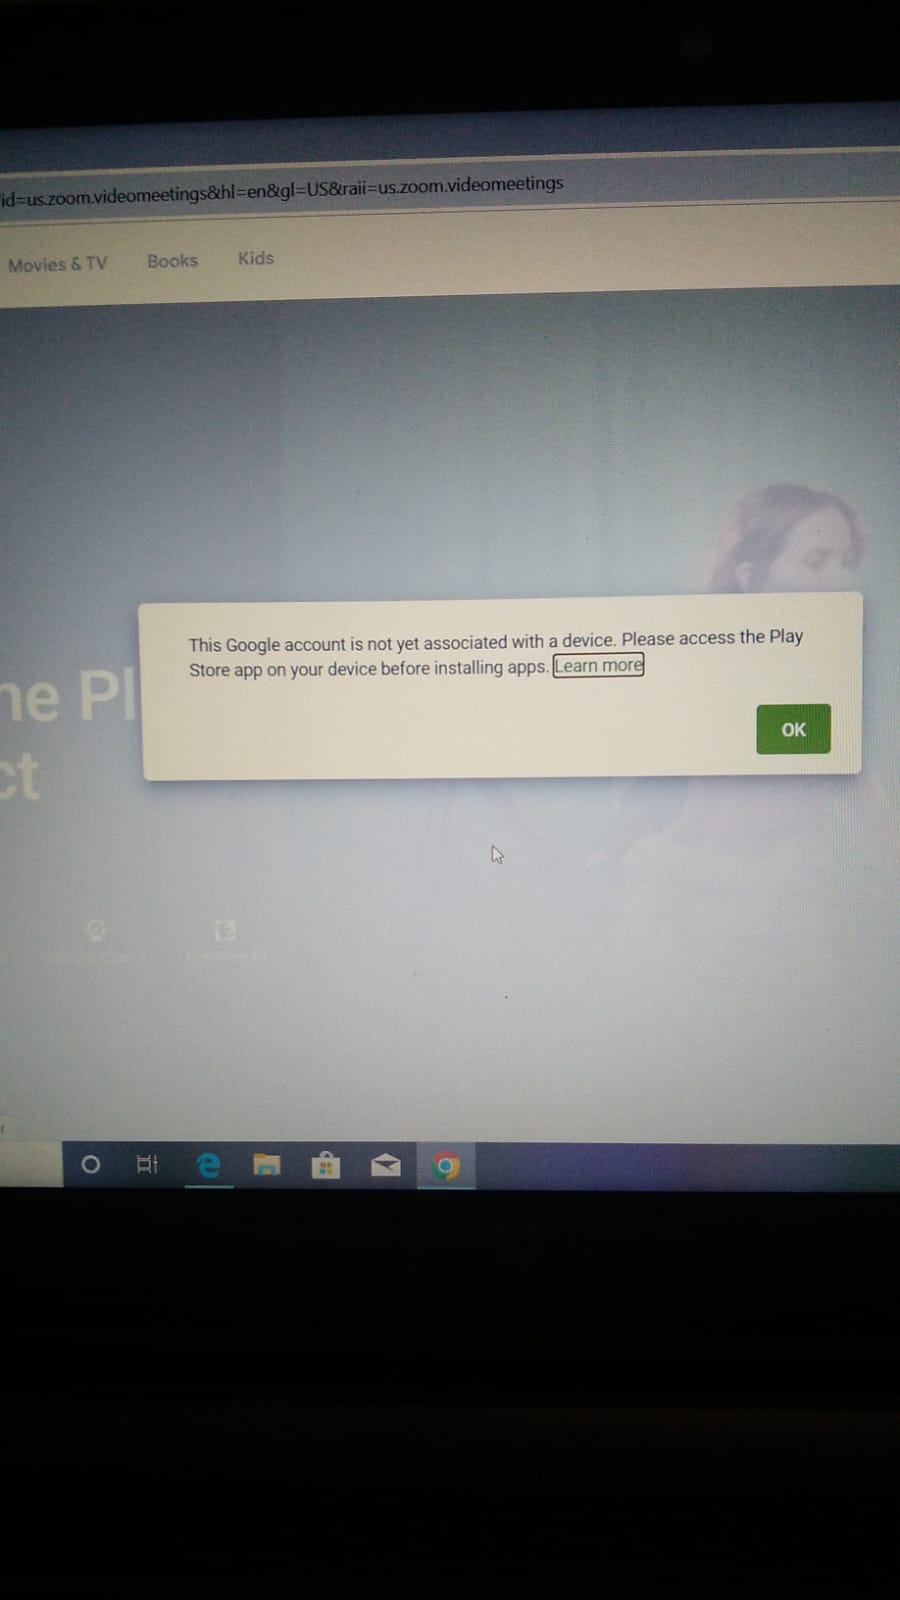 id=us.zoom.videomeetings&hl=en&gl=US&raii=us.zoom.videomeetings
Movies & TV Books Kids
This Google account is not yet associated with a device. Please access the Play
Store app on your device before installing apps. Learn more
OK
ne Pl
ct